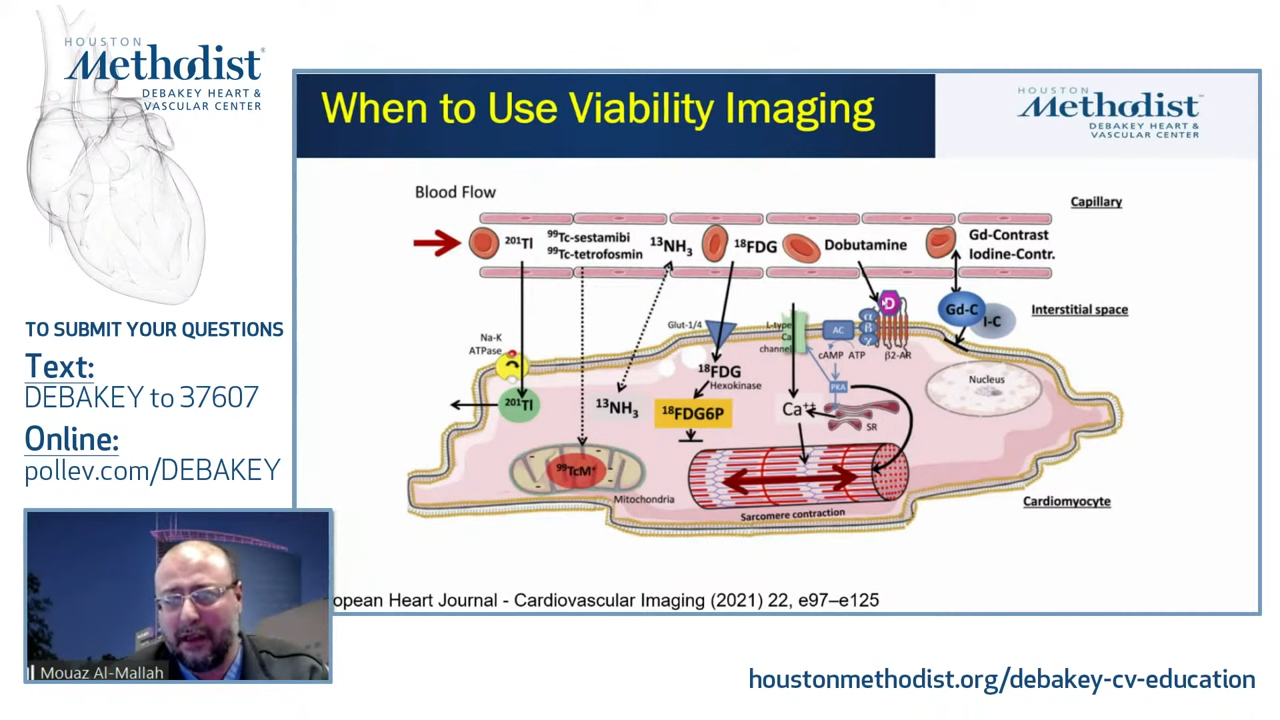 HOUSTON
Methodist
DEBAKEY HEART &
VASCULAR CENTER
TO SUBMIT YOUR QUESTIONS
Text:
DEBAKEY to 37607
Online:
pollev.com/DEBAKEY
When to Use Viability Imaging
HOUSTON
Methodist
DEBAKEY HEART &
VASCULAR CENTER
Blood Flow
Capillary
²⁰¹Tl
⁹⁹Tc-sestamibi
⁹⁹Tc-tetrofosmin
¹³NH₃
¹⁸FDG
Dobutamine
Gd-Contrast
Iodine-Contr.
Interstitial space
Na-K
ATPase
Glut-1/4
L-type
Ca
channel
AC
cAMP ATP
α
β
γ
D
β2-AR
Gd-C
I-C
²⁰¹Tl
¹³NH₃
¹⁸FDG
Hexokinase
¹⁸FDG6P
PKA
Ca⁺⁺
SR
Nucleus
⁹⁹TcM⁺
Mitochondria
Sarcomere contraction
Cardiomyocyte
opean Heart Journal - Cardiovascular Imaging (2021) 22, e97–e125
Mouaz Al-Mallah
houstonmethodist.org/debakey-cv-education